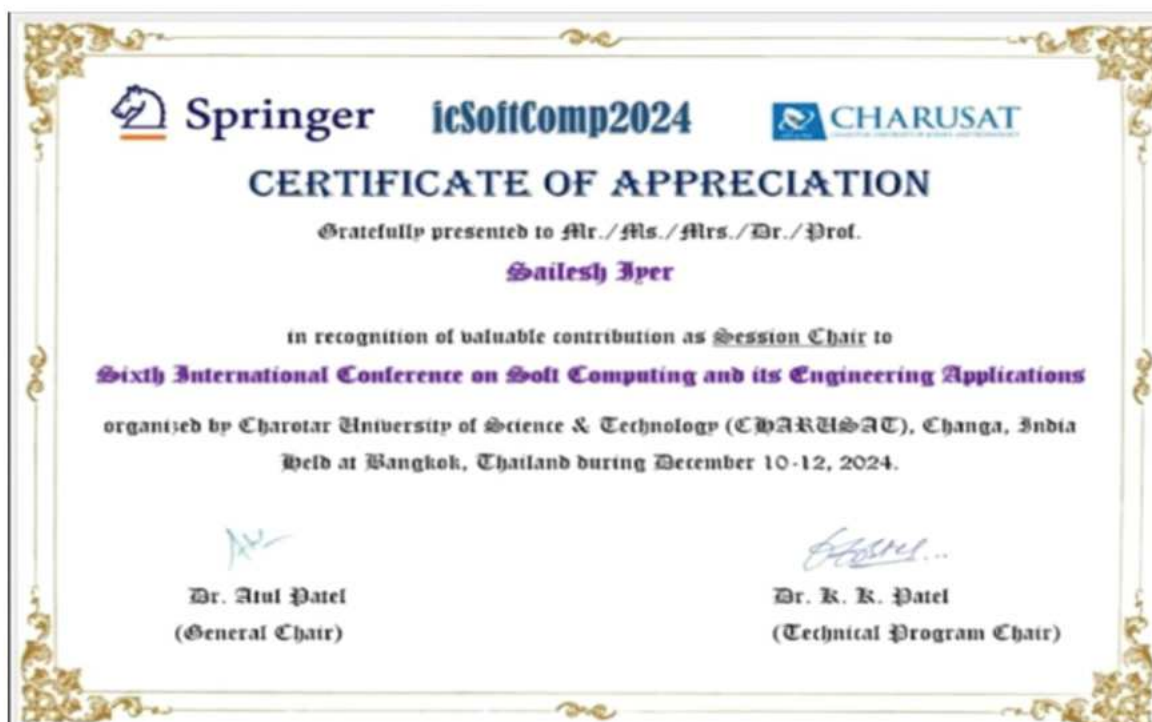 Springer icSoftComp2024 CHARUSAT
CERTIFICATE OF APPRECIATION
Gratefully presented to Mr./Ms./Mrs./Dr./Prof.
Sailesh Iyer
in recognition of valuable contribution as Session Chair to
Sixth International Conference on Soft Computing and its Engineering Applications
organized by Charotar University of Science & Technology (CHARUSAT), Changa, India
Held at Bangkok, Thailand during December 10-12, 2024.
Dr. Atul Patel Dr. K. K. Patel
(General Chair) (Technical Program Chair)